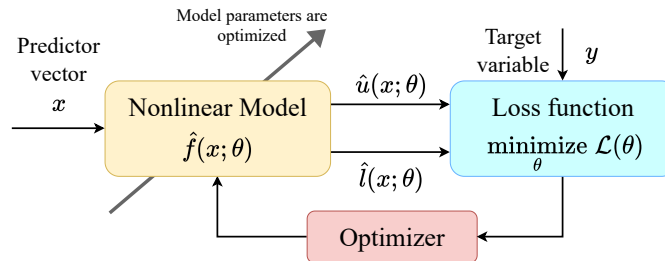 Model parameters are
optimized
Predictor
vector
x
Target
variable
y
Nonlinear Model
f̂(x; θ)
û(x; θ)
l̂(x; θ)
Loss function
minimize ℒ(θ)
θ
Optimizer